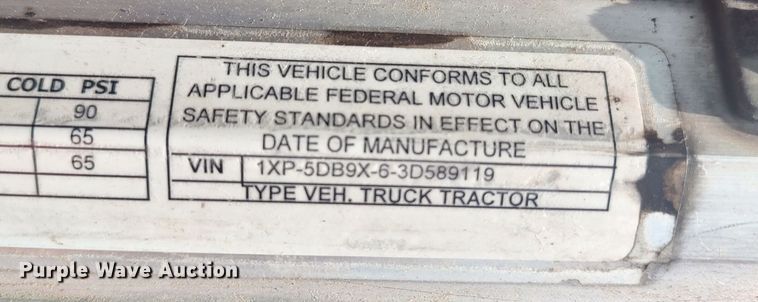 COLD PSI
90
65
65
THIS VEHICLE CONFORMS TO ALL
APPLICABLE FEDERAL MOTOR VEHICLE
SAFETY STANDARDS IN EFFECT ON THE
DATE OF MANUFACTURE
VIN 1XP-5DB9X-6-3D589119
TYPE VEH. TRUCK TRACTOR
Purple Wave Auction